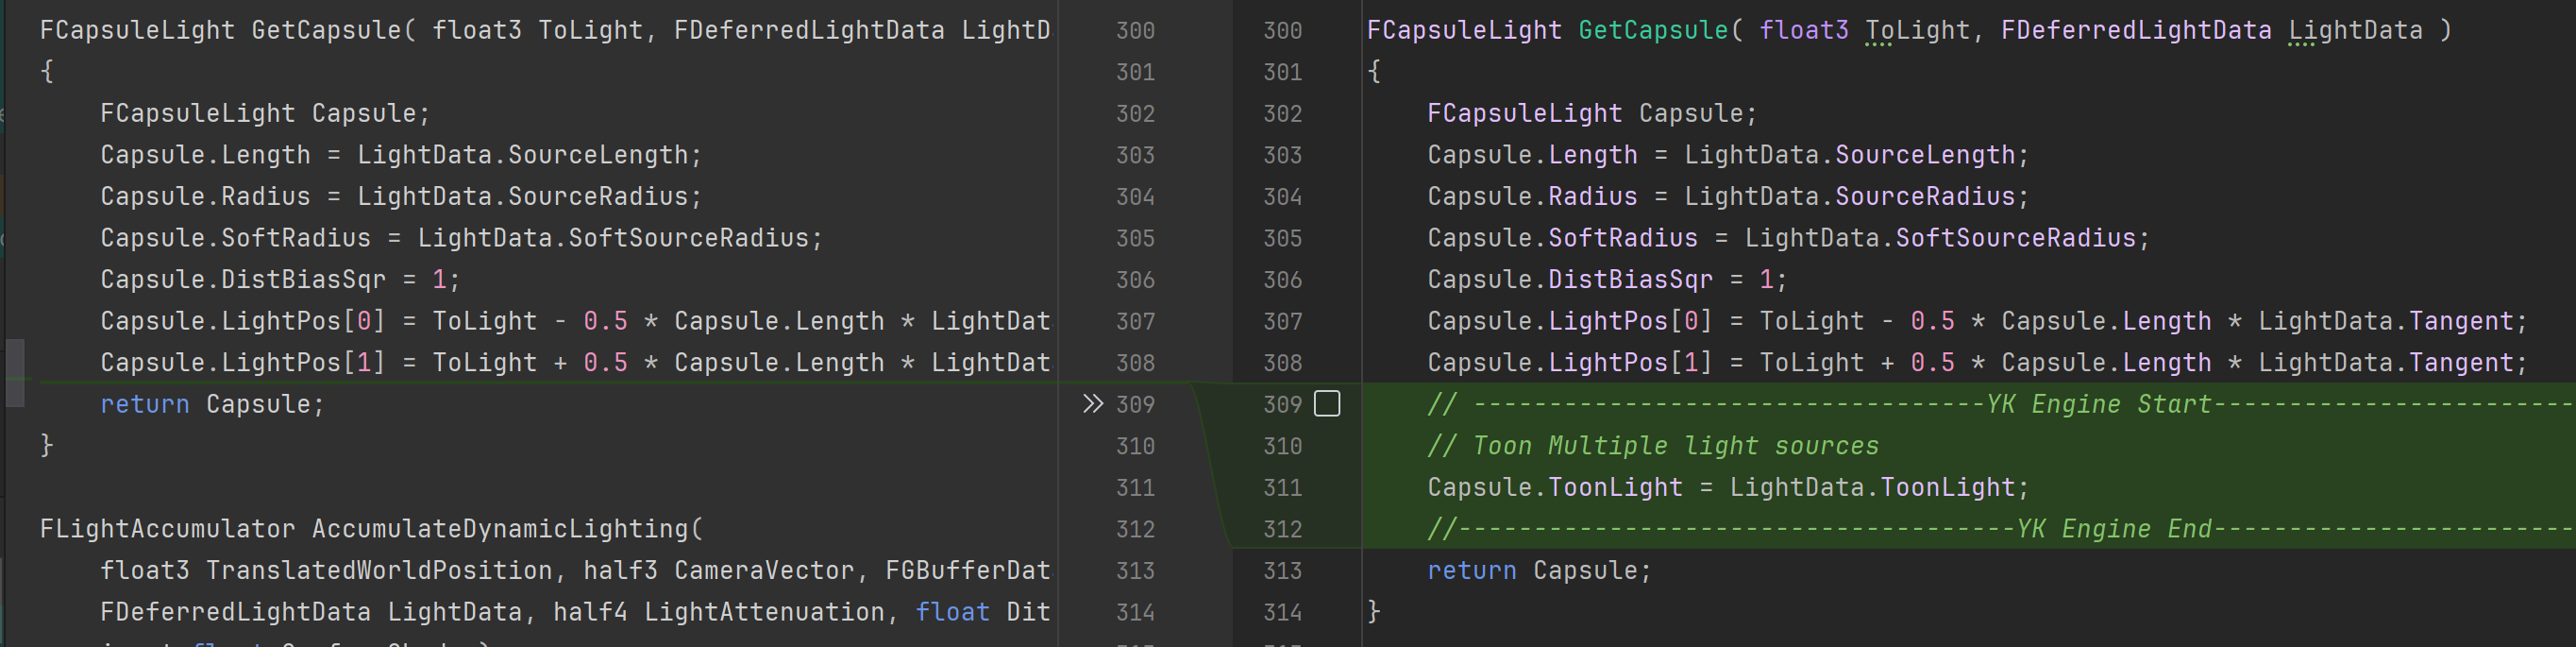 FCapsuleLight GetCapsule( float3 ToLight, FDeferredLightData LightD
{
    FCapsuleLight Capsule;
    Capsule.Length = LightData.SourceLength;
    Capsule.Radius = LightData.SourceRadius;
    Capsule.SoftRadius = LightData.SoftSourceRadius;
    Capsule.DistBiasSqr = 1;
    Capsule.LightPos[0] = ToLight - 0.5 * Capsule.Length * LightDat
    Capsule.LightPos[1] = ToLight + 0.5 * Capsule.Length * LightDat
    return Capsule;
}
FLightAccumulator AccumulateDynamicLighting(
    float3 TranslatedWorldPosition, half3 CameraVector, FGBufferDat
    FDeferredLightData LightData, half4 LightAttenuation, float Dit
300
301
302
303
304
305
306
307
308
309
310
311
312
313
314
300 FCapsuleLight GetCapsule( float3 ToLight, FDeferredLightData LightData )
301 {
302     FCapsuleLight Capsule;
303     Capsule.Length = LightData.SourceLength;
304     Capsule.Radius = LightData.SourceRadius;
305     Capsule.SoftRadius = LightData.SoftSourceRadius;
306     Capsule.DistBiasSqr = 1;
307     Capsule.LightPos[0] = ToLight - 0.5 * Capsule.Length * LightData.Tangent;
308     Capsule.LightPos[1] = ToLight + 0.5 * Capsule.Length * LightData.Tangent;
309     // ----------------------------------YK Engine Start------------------------
310     // Toon Multiple light sources
311     Capsule.ToonLight = LightData.ToonLight;
312     //-------------------------------------YK Engine End------------------------
313     return Capsule;
314 }